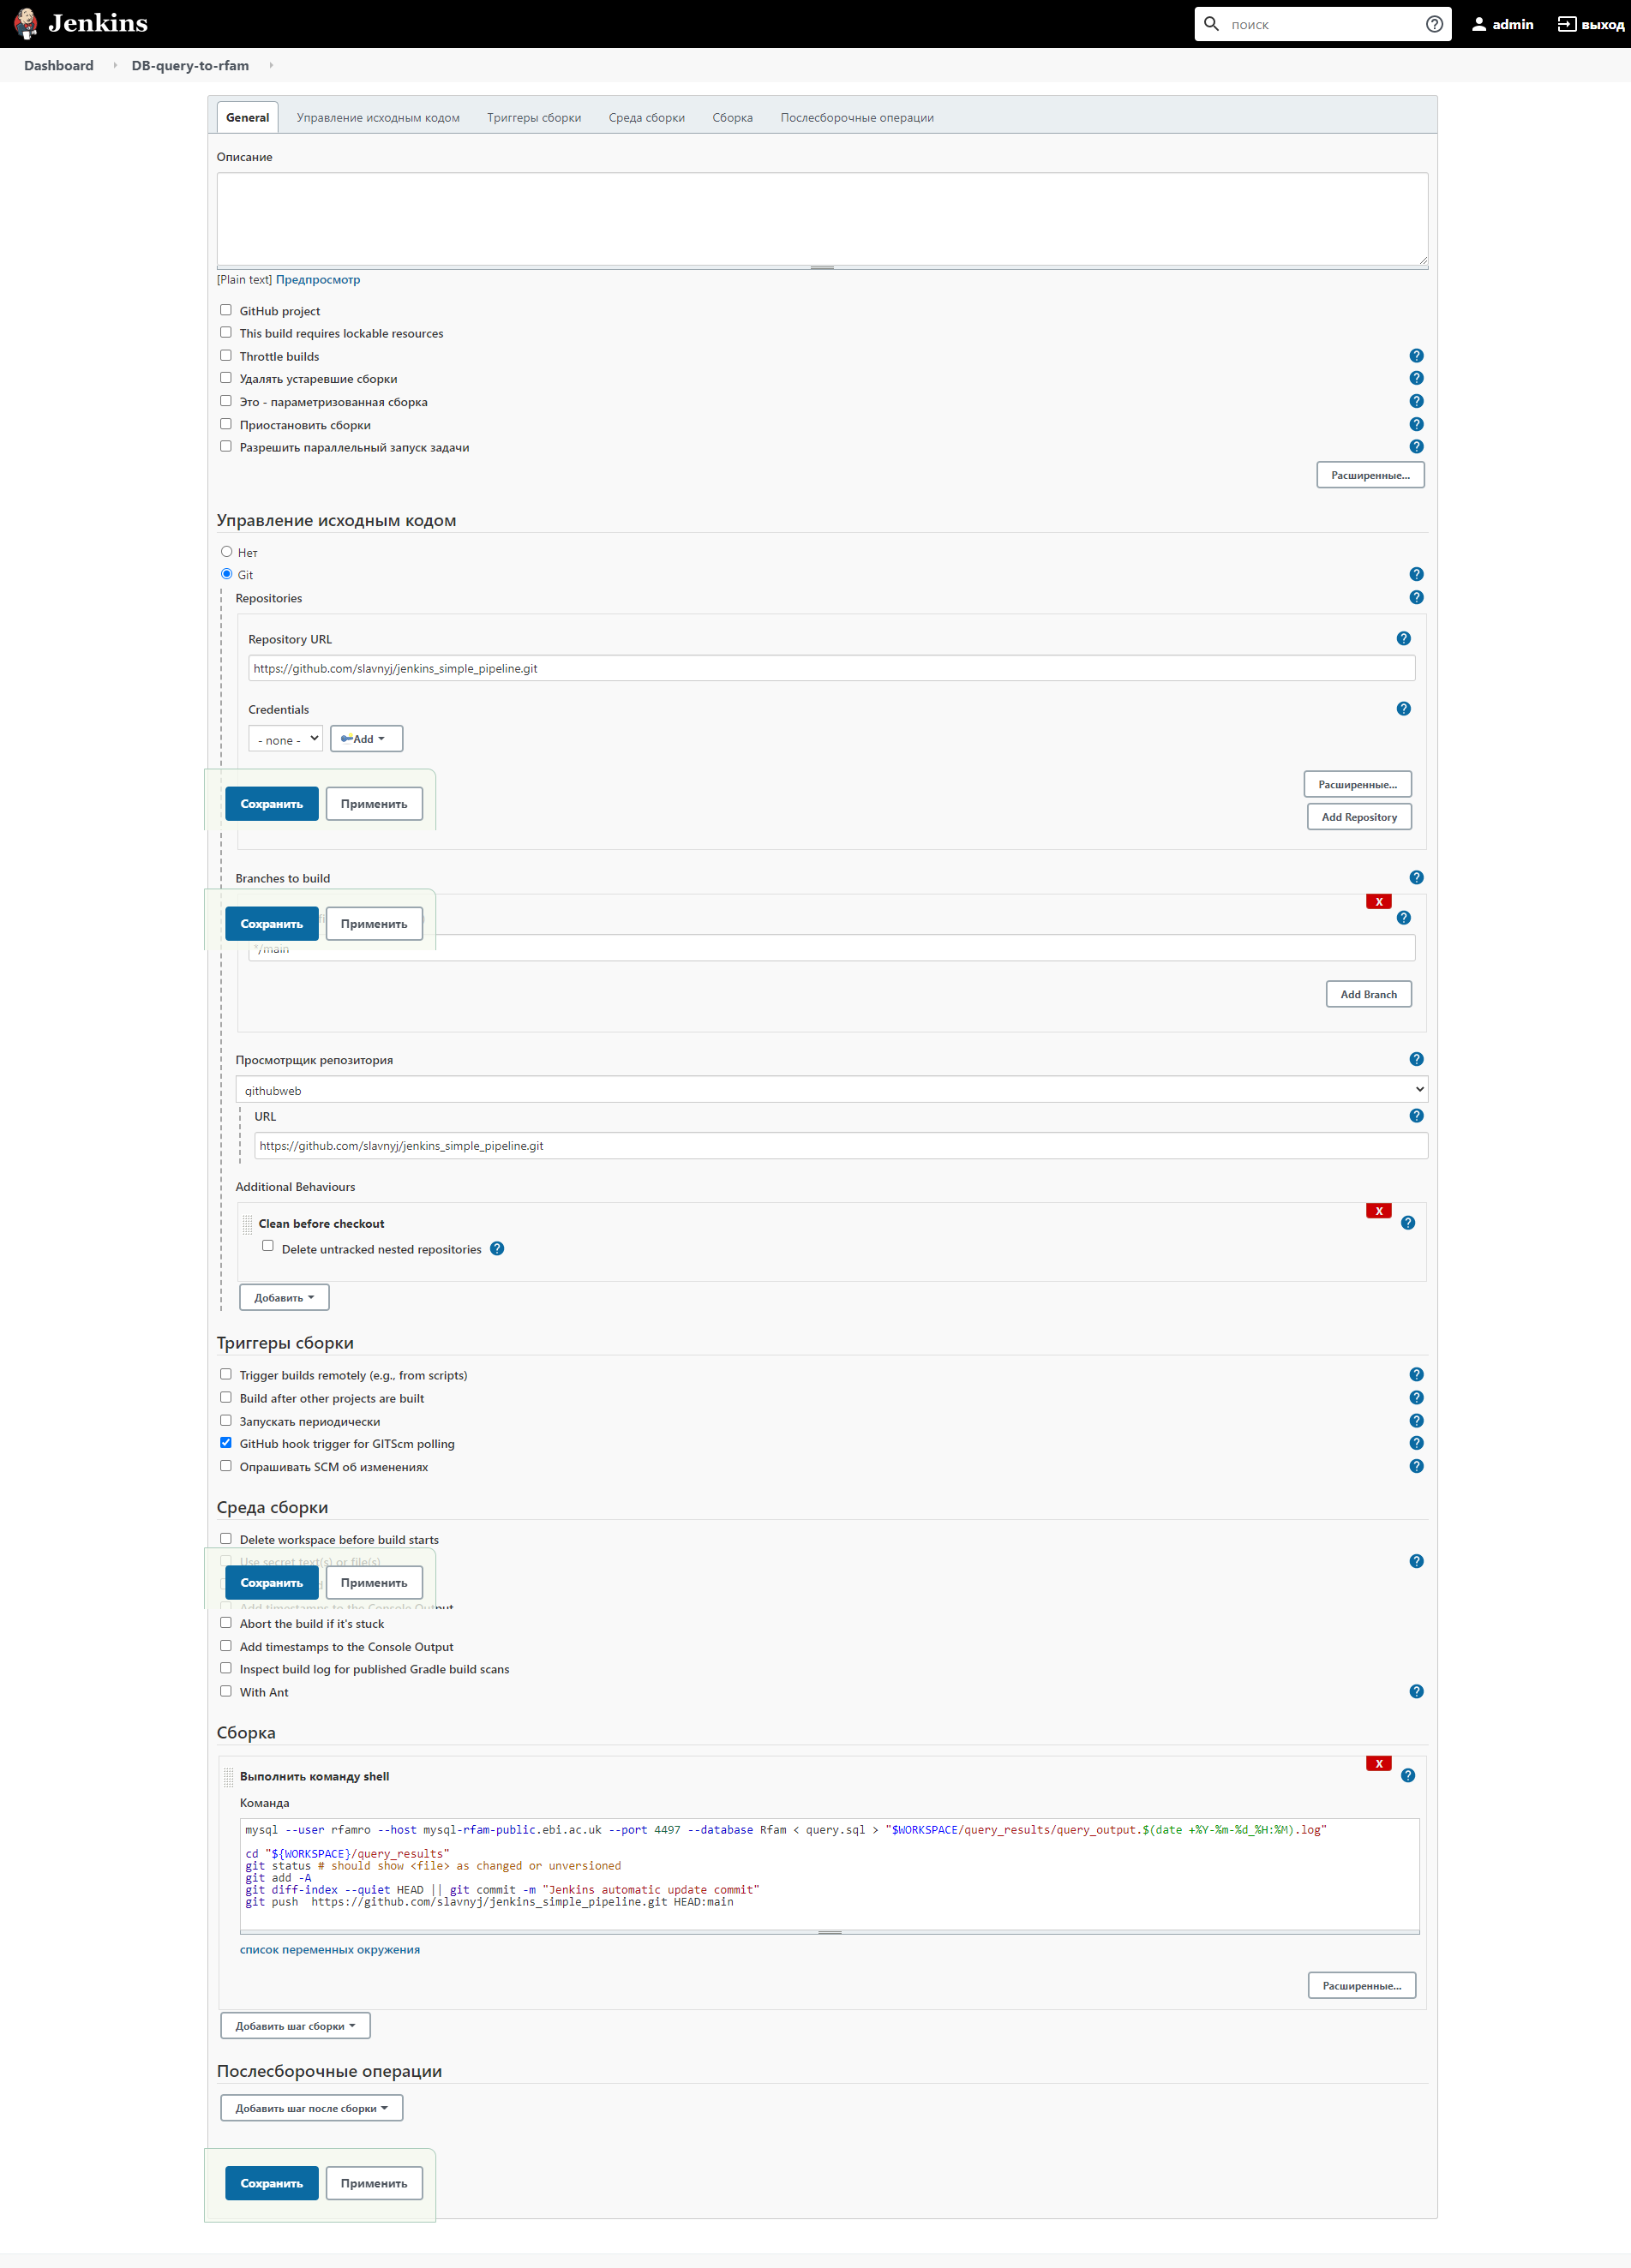 Jenkins
поиск
admin
выход
Dashboard
DB-query-to-rfam
General
Управление исходным кодом
Триггеры сборки
Среда сборки
Сборка
Послесборочные операции
Описание
[Plain text] Предпросмотр
GitHub project
This build requires lockable resources
Throttle builds
Удалять устаревшие сборки
Это - параметризованная сборка
Приостановить сборки
Разрешить параллельный запуск задачи
Расширенные...
Управление исходным кодом
Нет
Git
Repositories
Repository URL
https://github.com/slavnyj/jenkins_simple_pipeline.git
Credentials
- none -
Add
Расширенные...
Сохранить
Применить
Add Repository
Branches to build
X
Сохранить
Применить
*/main
Add Branch
Просмотрщик репозитория
githubweb
URL
https://github.com/slavnyj/jenkins_simple_pipeline.git
Additional Behaviours
X
Clean before checkout
Delete untracked nested repositories
Добавить
Триггеры сборки
Trigger builds remotely (e.g., from scripts)
Build after other projects are built
Запускать периодически
GitHub hook trigger for GITScm polling
Опрашивать SCM об изменениях
Среда сборки
Delete workspace before build starts
Use secret text(s) or file(s)
Сохранить
Применить
Add timestamps to the Console Output
Abort the build if it's stuck
Add timestamps to the Console Output
Inspect build log for published Gradle build scans
With Ant
Сборка
X
Выполнить команду shell
Команда
mysql --user rfamro --host mysql-rfam-public.ebi.ac.uk --port 4497 --database Rfam < query.sql > "$WORKSPACE/query_results/query_output.$(date +%Y-%m-%d_%H:%M).log"
cd "${WORKSPACE}/query_results"
git status # should show <file> as changed or unversioned
git add -A
git diff-index --quiet HEAD || git commit -m "Jenkins automatic update commit"
git push  https://github.com/slavnyj/jenkins_simple_pipeline.git HEAD:main
список переменных окружения
Расширенные...
Добавить шаг сборки
Послесборочные операции
Добавить шаг после сборки
Сохранить
Применить